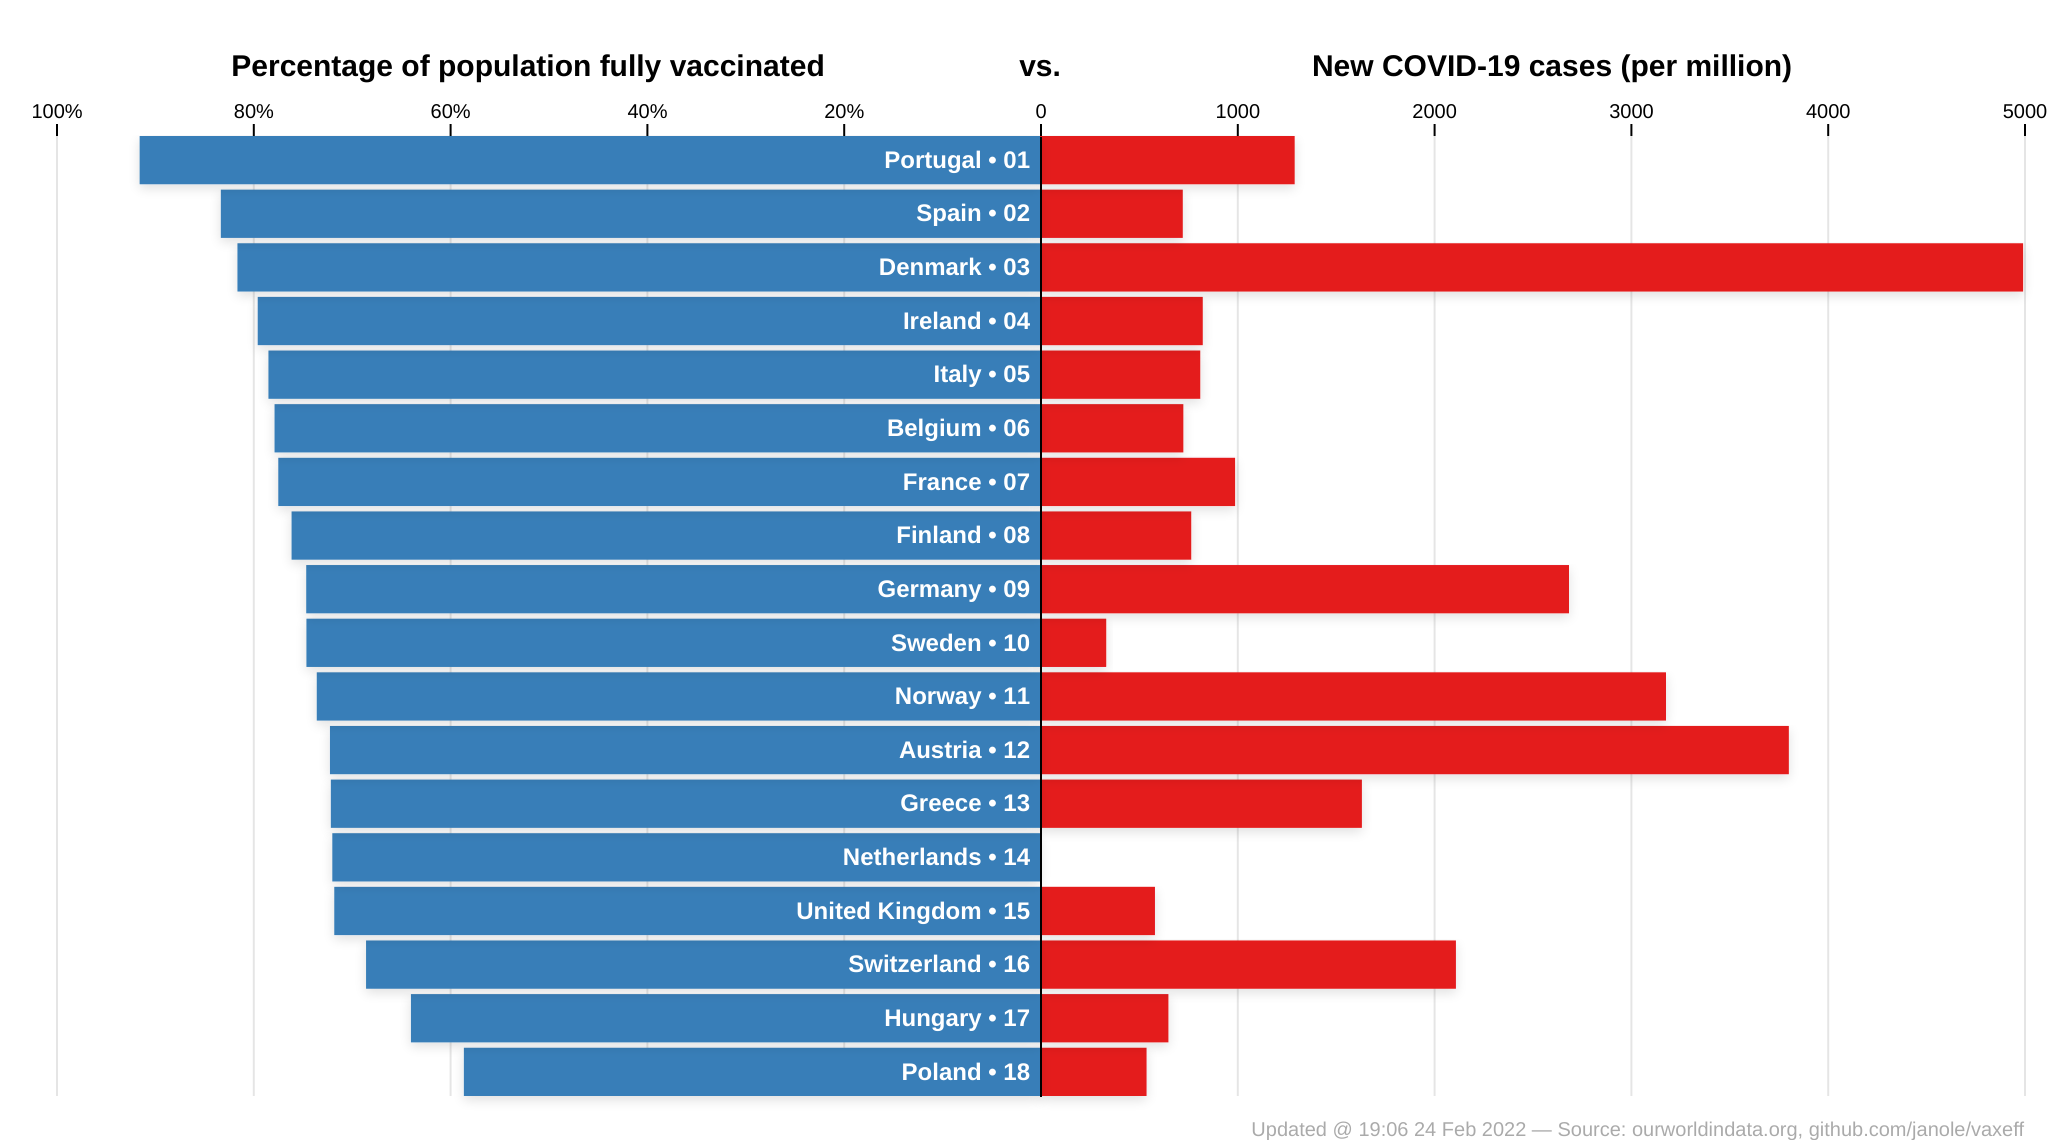 Percentage of population fully vaccinated vs. New COVID-19 cases (per million)
100% 80% 60% 40% 20% 0 1000 2000 3000 4000 5000
Portugal • 01
Spain • 02
Denmark • 03
Ireland • 04
Italy • 05
Belgium • 06
France • 07
Finland • 08
Germany • 09
Sweden • 10
Norway • 11
Austria • 12
Greece • 13
Netherlands • 14
United Kingdom • 15
Switzerland • 16
Hungary • 17
Poland • 18
Updated @ 19:06 24 Feb 2022 — Source: ourworldindata.org, github.com/janole/vaxeff